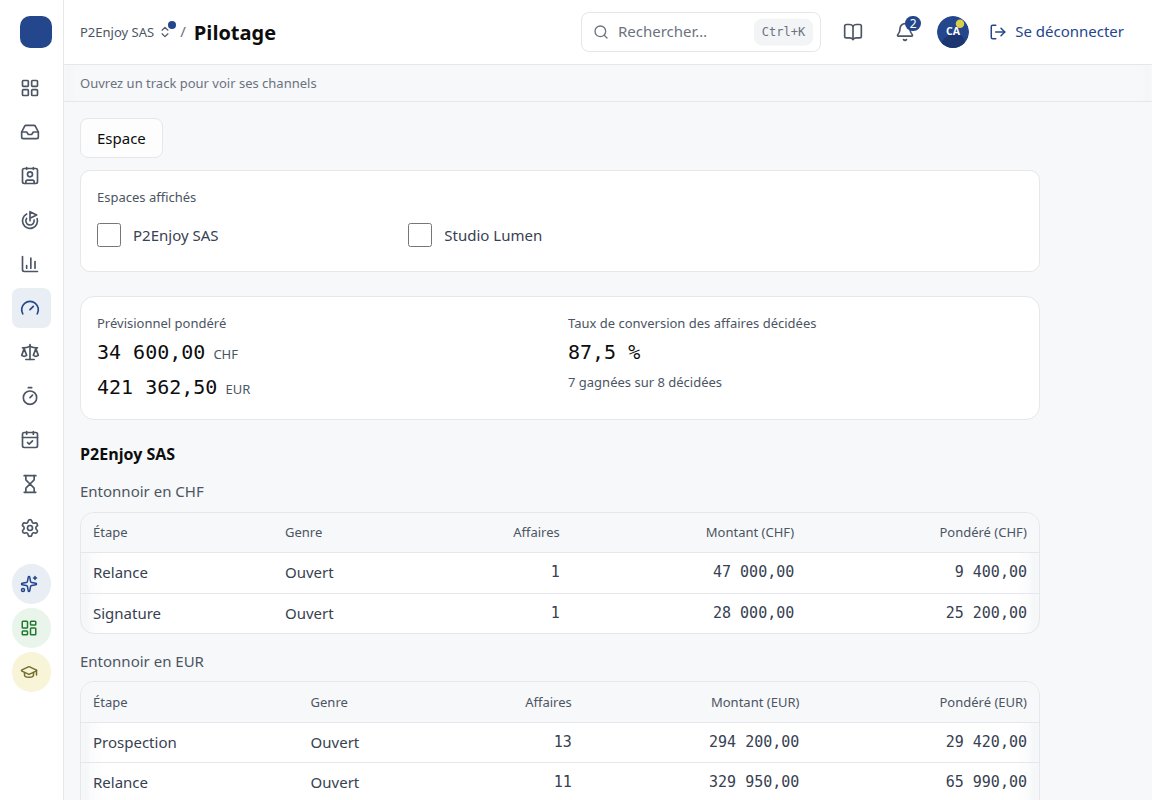 P2Enjoy SAS / Pilotage
Rechercher... Ctrl+K
2
CA
Se déconnecter
Ouvrez un track pour voir ses channels
Espace
Espaces affichés
P2Enjoy SAS Studio Lumen
Prévisionnel pondéré Taux de conversion des affaires décidées
34 600,00 CHF 87,5 %
421 362,50 EUR 7 gagnées sur 8 décidées
P2Enjoy SAS
Entonnoir en CHF
Étape Genre Affaires Montant (CHF) Pondéré (CHF)
Relance Ouvert 1 47 000,00 9 400,00
Signature Ouvert 1 28 000,00 25 200,00
Entonnoir en EUR
Étape Genre Affaires Montant (EUR) Pondéré (EUR)
Prospection Ouvert 13 294 200,00 29 420,00
Relance Ouvert 11 329 950,00 65 990,00